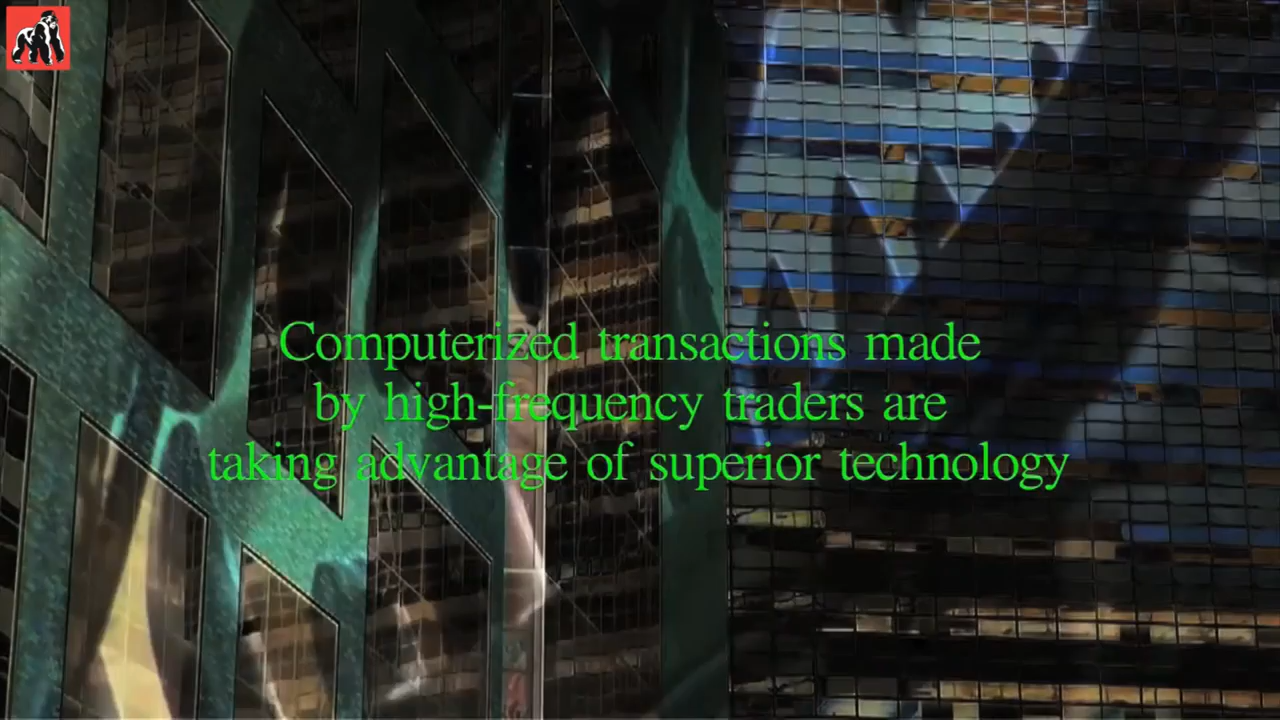 Computerized transactions made
by high-frequency traders are
taking advantage of superior technology